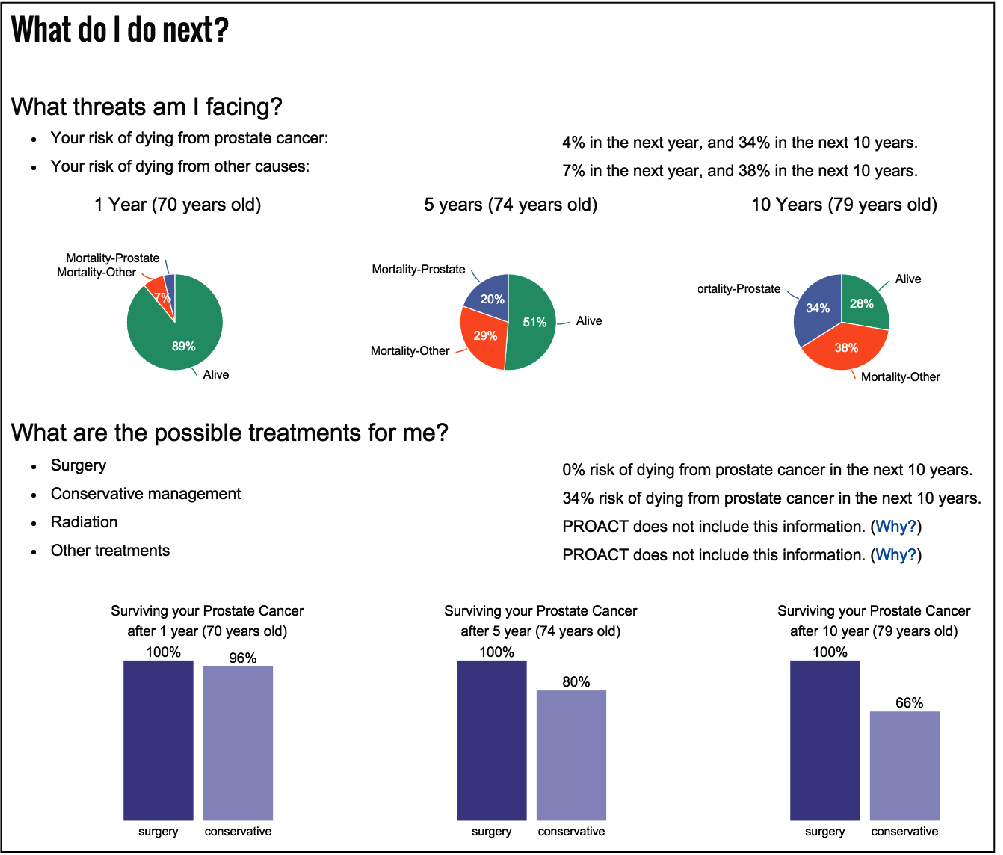 What do I do next?
What threats am I facing?
• Your risk of dying from prostate cancer: 4% in the next year, and 34% in the next 10 years.
• Your risk of dying from other causes: 7% in the next year, and 38% in the next 10 years.
1 Year (70 years old) 5 years (74 years old) 10 Years (79 years old)
Mortality-Prostate
Mortality-Other
7%
89%
Alive
Mortality-Prostate
20%
51%
Alive
29%
Mortality-Other
ortality-Prostate
Alive
34%
28%
38%
Mortality-Other
What are the possible treatments for me?
• Surgery 0% risk of dying from prostate cancer in the next 10 years.
• Conservative management 34% risk of dying from prostate cancer in the next 10 years.
• Radiation PROACT does not include this information. (Why?)
• Other treatments PROACT does not include this information. (Why?)
Surviving your Prostate Cancer
after 1 year (70 years old)
100% 96%
surgery conservative
Surviving your Prostate Cancer
after 5 year (74 years old)
100% 80%
surgery conservative
Surviving your Prostate Cancer
after 10 year (79 years old)
100% 66%
surgery conservative